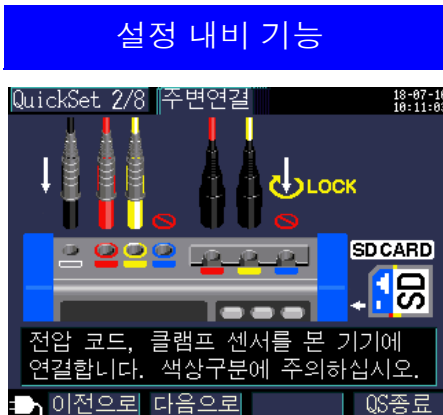 설정 내비 기능
QuickSet 2/8 주변연결
18-07-1
10:11:0
LOCK
SD CARD
SD
전압 코드, 클램프 센서를 본 기기에
연결합니다. 색상구분에 주의하십시오.
이전으로 다음으로 QS종료